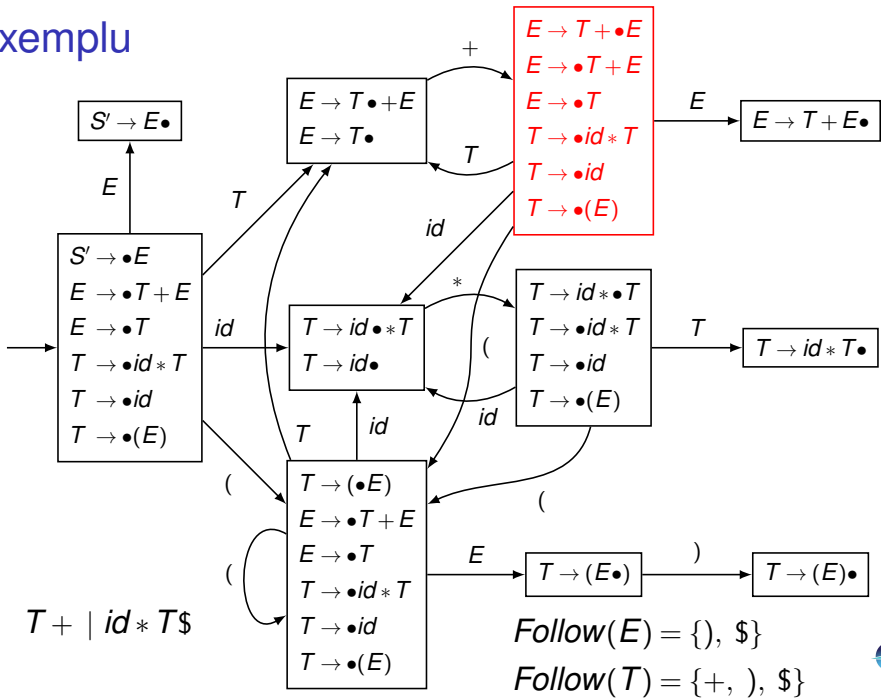 xemplu
S′ → E•
E
S′ → •E
E → •T + E
E → •T
T → •id ∗ T
T → •id
T → •(E)
T
id
(
E → T• +E
E → T•
+
T
E → T + •E
E → •T + E
E → •T
T → •id ∗ T
T → •id
T → •(E)
E
E → T + E•
id
(
T → id• ∗T
T → id•
∗
id
T → id ∗ •T
T → •id ∗ T
T → •id
T → •(E)
T
T → id ∗ T•
(
T
id
(
T → (•E)
E → •T + E
E → •T
T → •id ∗ T
T → •id
T → •(E)
E
T → (E•)
)
T → (E)•
T + | id ∗ T$
Follow(E) = {), $}
Follow(T) = {+, ), $}